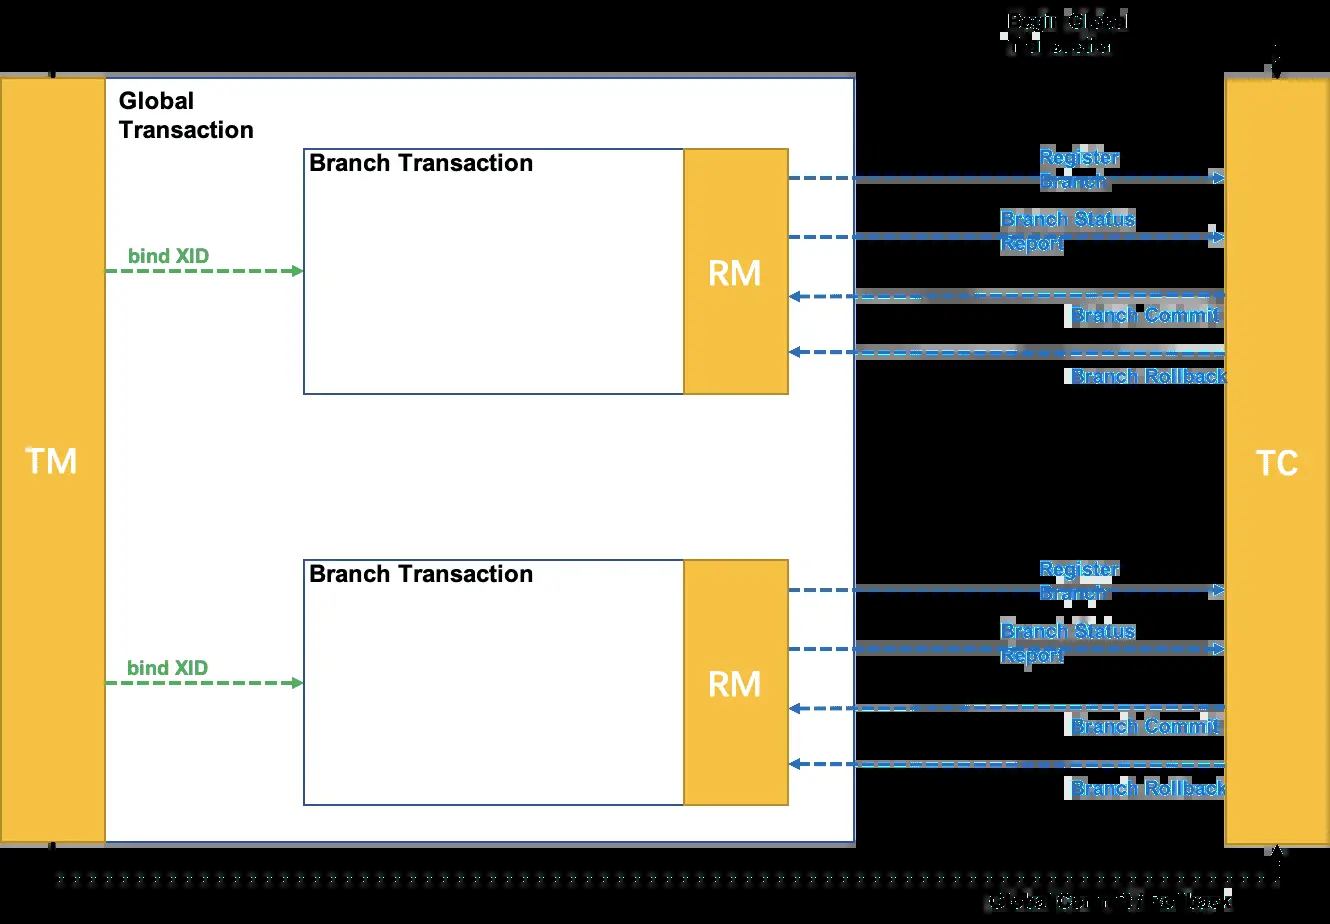 Begin Global
Global
Transaction
Branch Transaction
Register
Branch
Branch Status
Report
bind XID
RM
Branch Commit
Branch Rollback
TM
TC
Branch Transaction
Register
Branch
Branch Status
Report
bind XID
RM
Branch Commit
Branch Rollback
Global Commit/Rollback